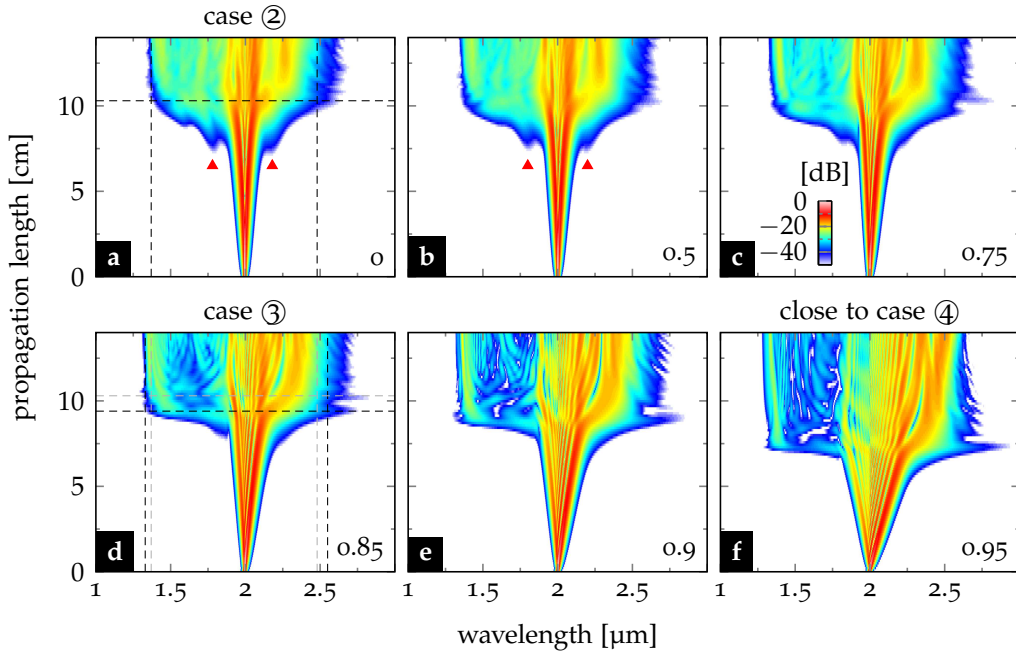 case ②
propagation length [cm]
10
5
0
a
0
b
0.5
[dB]
0
−20
−40
c
0.75
case ③
close to case ④
10
5
0
d
0.85
e
0.9
f
0.95
1 1.5 2 2.5
1 1.5 2 2.5
1 1.5 2 2.5
wavelength [µm]